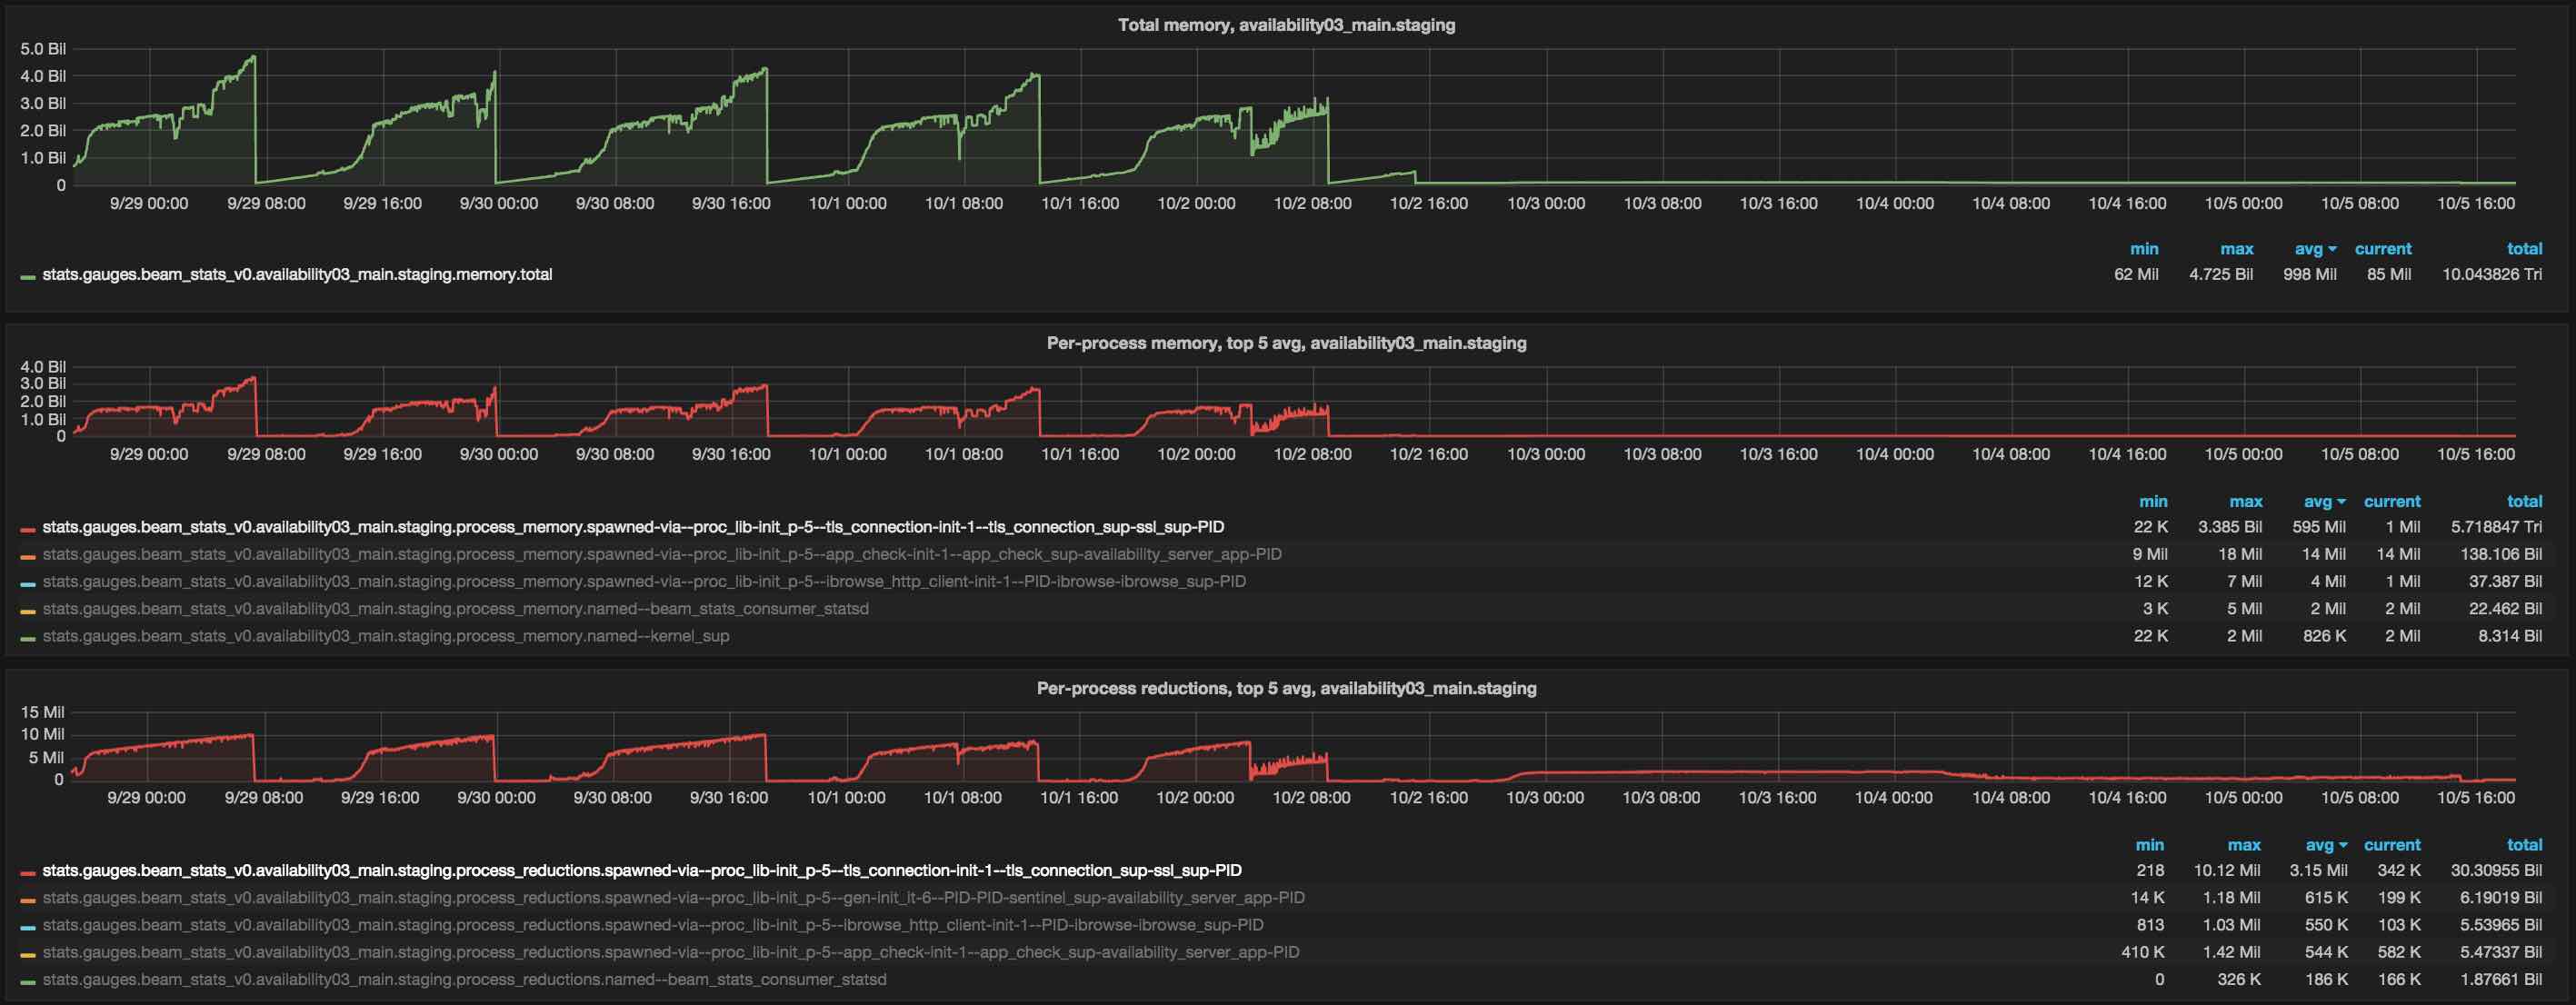 Total memory, availability03_main.staging
5.0 Bil
4.0 Bil
3.0 Bil
2.0 Bil
1.0 Bil
0
9/29 00:00 9/29 08:00 9/29 16:00 9/30 00:00 9/30 08:00 9/30 16:00 10/1 00:00 10/1 08:00 10/1 16:00 10/2 00:00 10/2 08:00 10/2 16:00 10/3 00:00 10/3 08:00 10/3 16:00 10/4 00:00 10/4 08:00 10/4 16:00 10/5 00:00 10/5 08:00 10/5 16:00
min max avg current total
stats.gauges.beam_stats_v0.availability03_main.staging.memory.total 62 Mil 4.725 Bil 998 Mil 85 Mil 10.043826 Tri
Per-process memory, top 5 avg, availability03_main.staging
4.0 Bil
3.0 Bil
2.0 Bil
1.0 Bil
0
9/29 00:00 9/29 08:00 9/29 16:00 9/30 00:00 9/30 08:00 9/30 16:00 10/1 00:00 10/1 08:00 10/1 16:00 10/2 00:00 10/2 08:00 10/2 16:00 10/3 00:00 10/3 08:00 10/3 16:00 10/4 00:00 10/4 08:00 10/4 16:00 10/5 00:00 10/5 08:00 10/5 16:00
min max avg current total
stats.gauges.beam_stats_v0.availability03_main.staging.process_memory.spawned-via--proc_lib-init_p-5--tls_connection-init-1--tls_connection_sup-ssl_sup-PID 22 K 3.385 Bil 595 Mil 1 Mil 5.718847 Tri
stats.gauges.beam_stats_v0.availability03_main.staging.process_memory.spawned-via--proc_lib-init_p-5--app_check-init-1--app_check_sup-availability_server_app-PID 9 Mil 18 Mil 14 Mil 14 Mil 138.106 Bil
stats.gauges.beam_stats_v0.availability03_main.staging.process_memory.spawned-via--proc_lib-init_p-5--ibrowse_http_client-init-1--PID-ibrowse-ibrowse_sup-PID 12 K 7 Mil 4 Mil 1 Mil 37.387 Bil
stats.gauges.beam_stats_v0.availability03_main.staging.process_memory.named--beam_stats_consumer_statsd 3 K 5 Mil 2 Mil 2 Mil 22.462 Bil
stats.gauges.beam_stats_v0.availability03_main.staging.process_memory.named--kernel_sup 22 K 2 Mil 826 K 2 Mil 8.314 Bil
Per-process reductions, top 5 avg, availability03_main.staging
15 Mil
10 Mil
5 Mil
0
9/29 00:00 9/29 08:00 9/29 16:00 9/30 00:00 9/30 08:00 9/30 16:00 10/1 00:00 10/1 08:00 10/1 16:00 10/2 00:00 10/2 08:00 10/2 16:00 10/3 00:00 10/3 08:00 10/3 16:00 10/4 00:00 10/4 08:00 10/4 16:00 10/5 00:00 10/5 08:00 10/5 16:00
min max avg current total
stats.gauges.beam_stats_v0.availability03_main.staging.process_reductions.spawned-via--proc_lib-init_p-5--tls_connection-init-1--tls_connection_sup-ssl_sup-PID 218 10.12 Mil 3.15 Mil 342 K 30.30955 Bil
stats.gauges.beam_stats_v0.availability03_main.staging.process_reductions.spawned-via--proc_lib-init_p-5--gen-init_it-6--PID-PID-sentinel_sup-availability_server_app-PID 14 K 1.18 Mil 615 K 199 K 6.19019 Bil
stats.gauges.beam_stats_v0.availability03_main.staging.process_reductions.spawned-via--proc_lib-init_p-5--ibrowse_http_client-init-1--PID-ibrowse-ibrowse_sup-PID 813 1.03 Mil 550 K 103 K 5.53965 Bil
stats.gauges.beam_stats_v0.availability03_main.staging.process_reductions.spawned-via--proc_lib-init_p-5--app_check-init-1--app_check_sup-availability_server_app-PID 410 K 1.42 Mil 544 K 582 K 5.47337 Bil
stats.gauges.beam_stats_v0.availability03_main.staging.process_reductions.named--beam_stats_consumer_statsd 0 326 K 186 K 166 K 1.87661 Bil